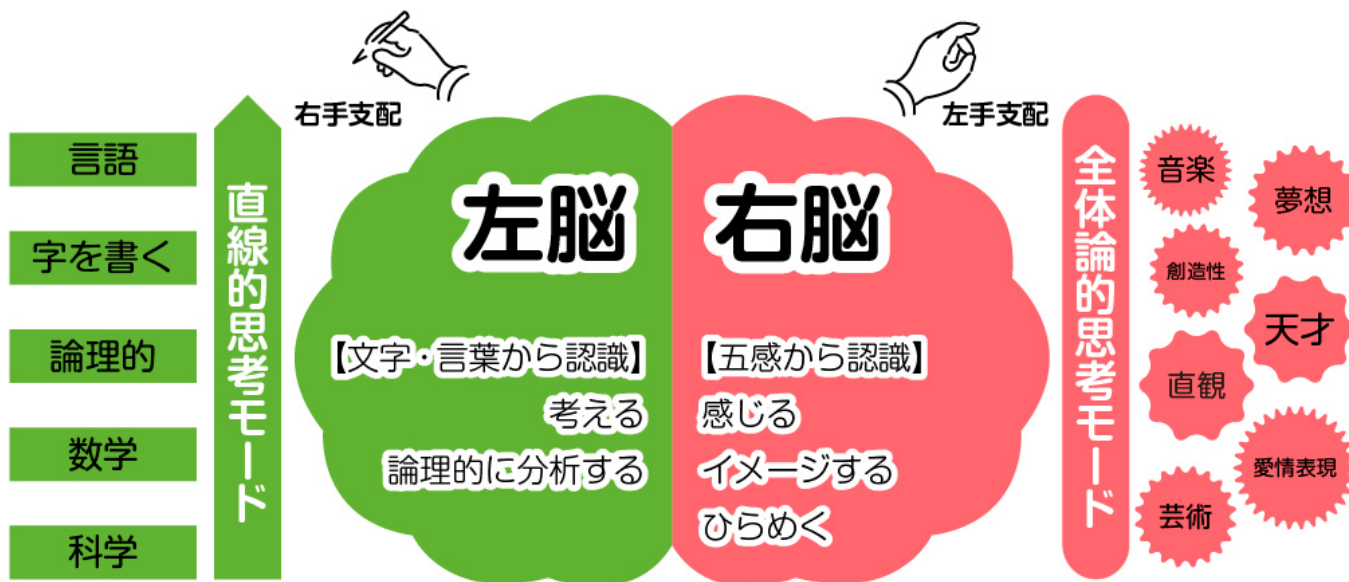 右手支配
左手支配
言語
字を書く
論理的
数学
科学
直線的思考モード
左脳
【文字・言葉から認識】
考える
論理的に分析する
右脳
【五感から認識】
感じる
イメージする
ひらめく
全体論的思考モード
音楽
夢想
創造性
天才
直観
愛情表現
芸術